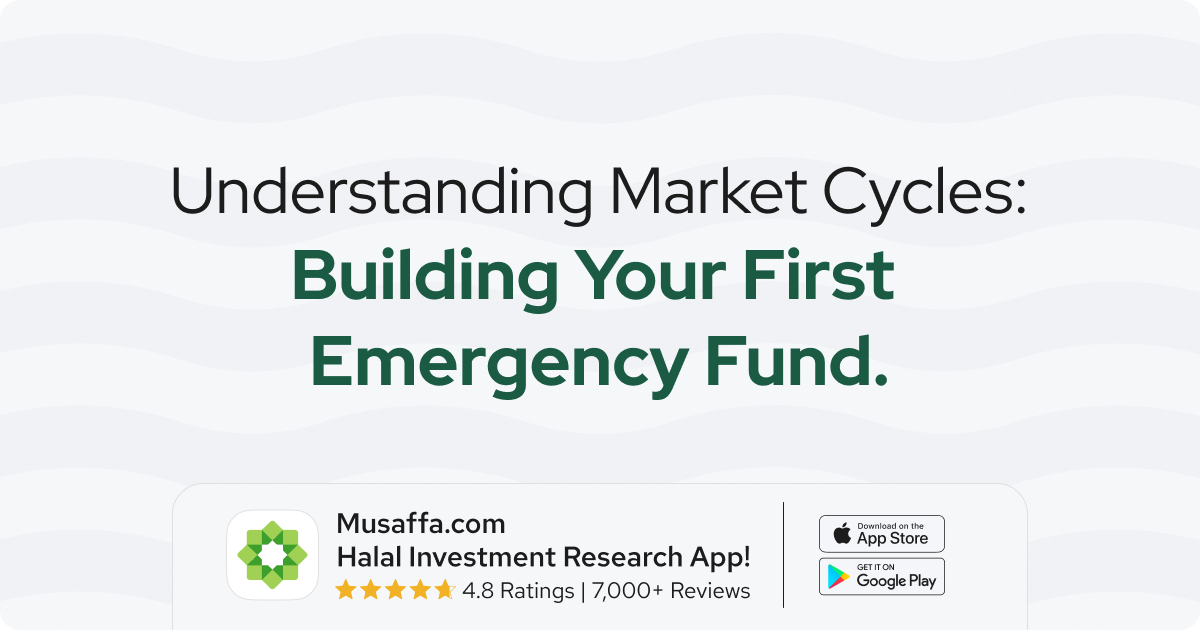 Understanding Market Cycles:
Building Your First
Emergency Fund.
Musaffa.com
Halal Investment Research App!
4.8 Ratings | 7,000+ Reviews
Download on the
App Store
GET IT ON
Google Play